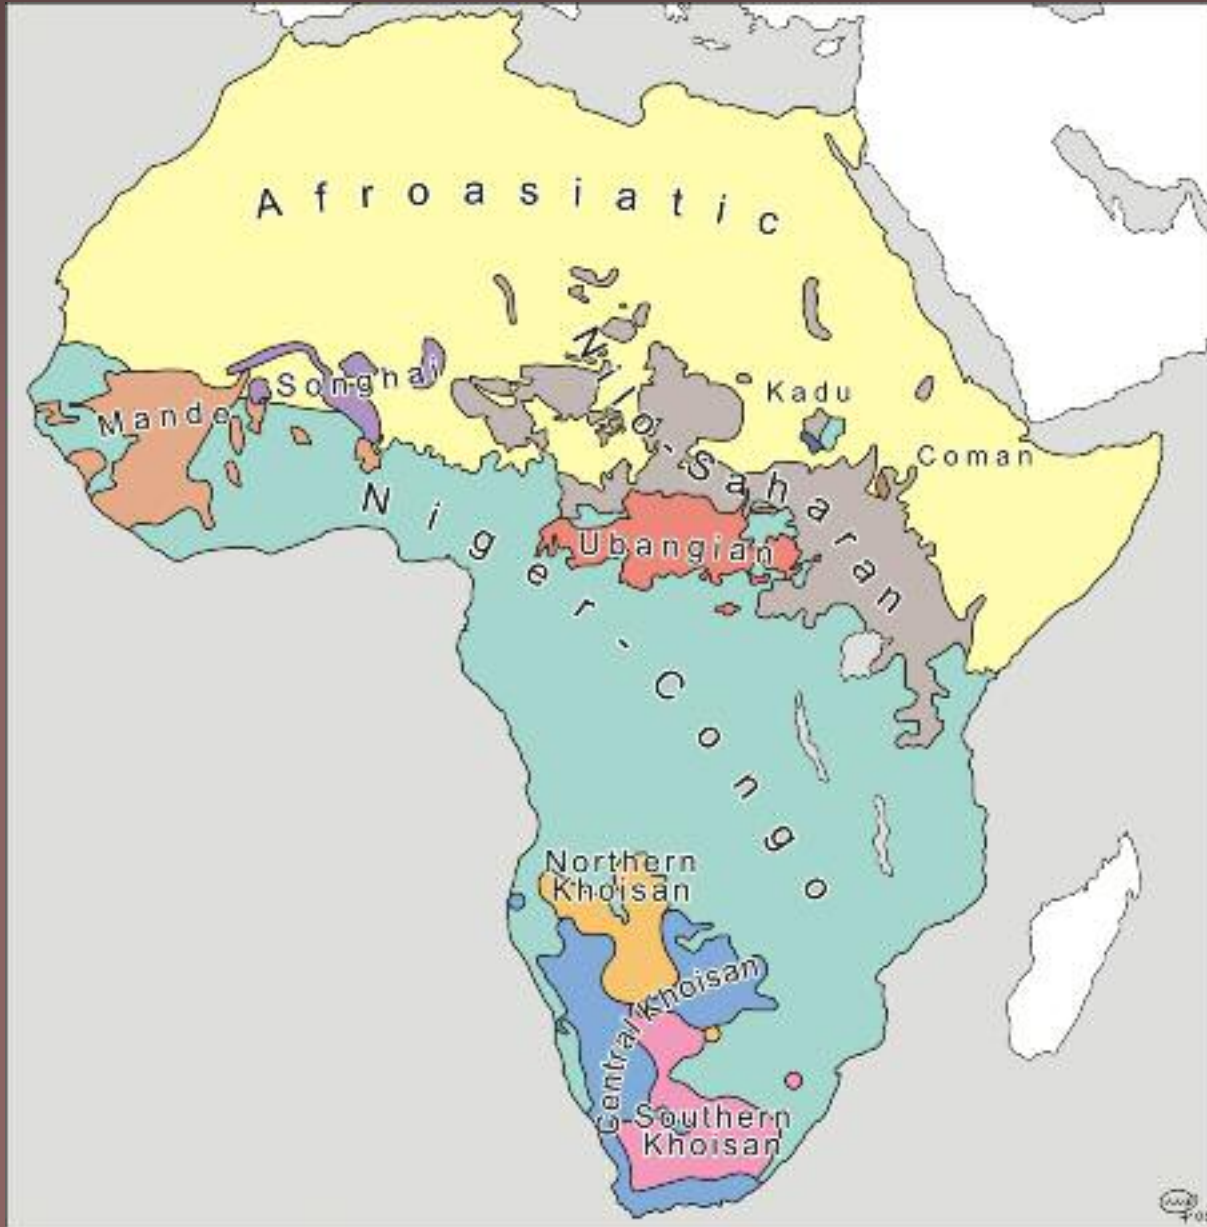 Afroasiatic
Songhai
Mande
Nilo-Saharan
Kadu
Coman
Niger-Congo
Ubangian
Northern
Khoisan
Central Khoisan
Southern
Khoisan